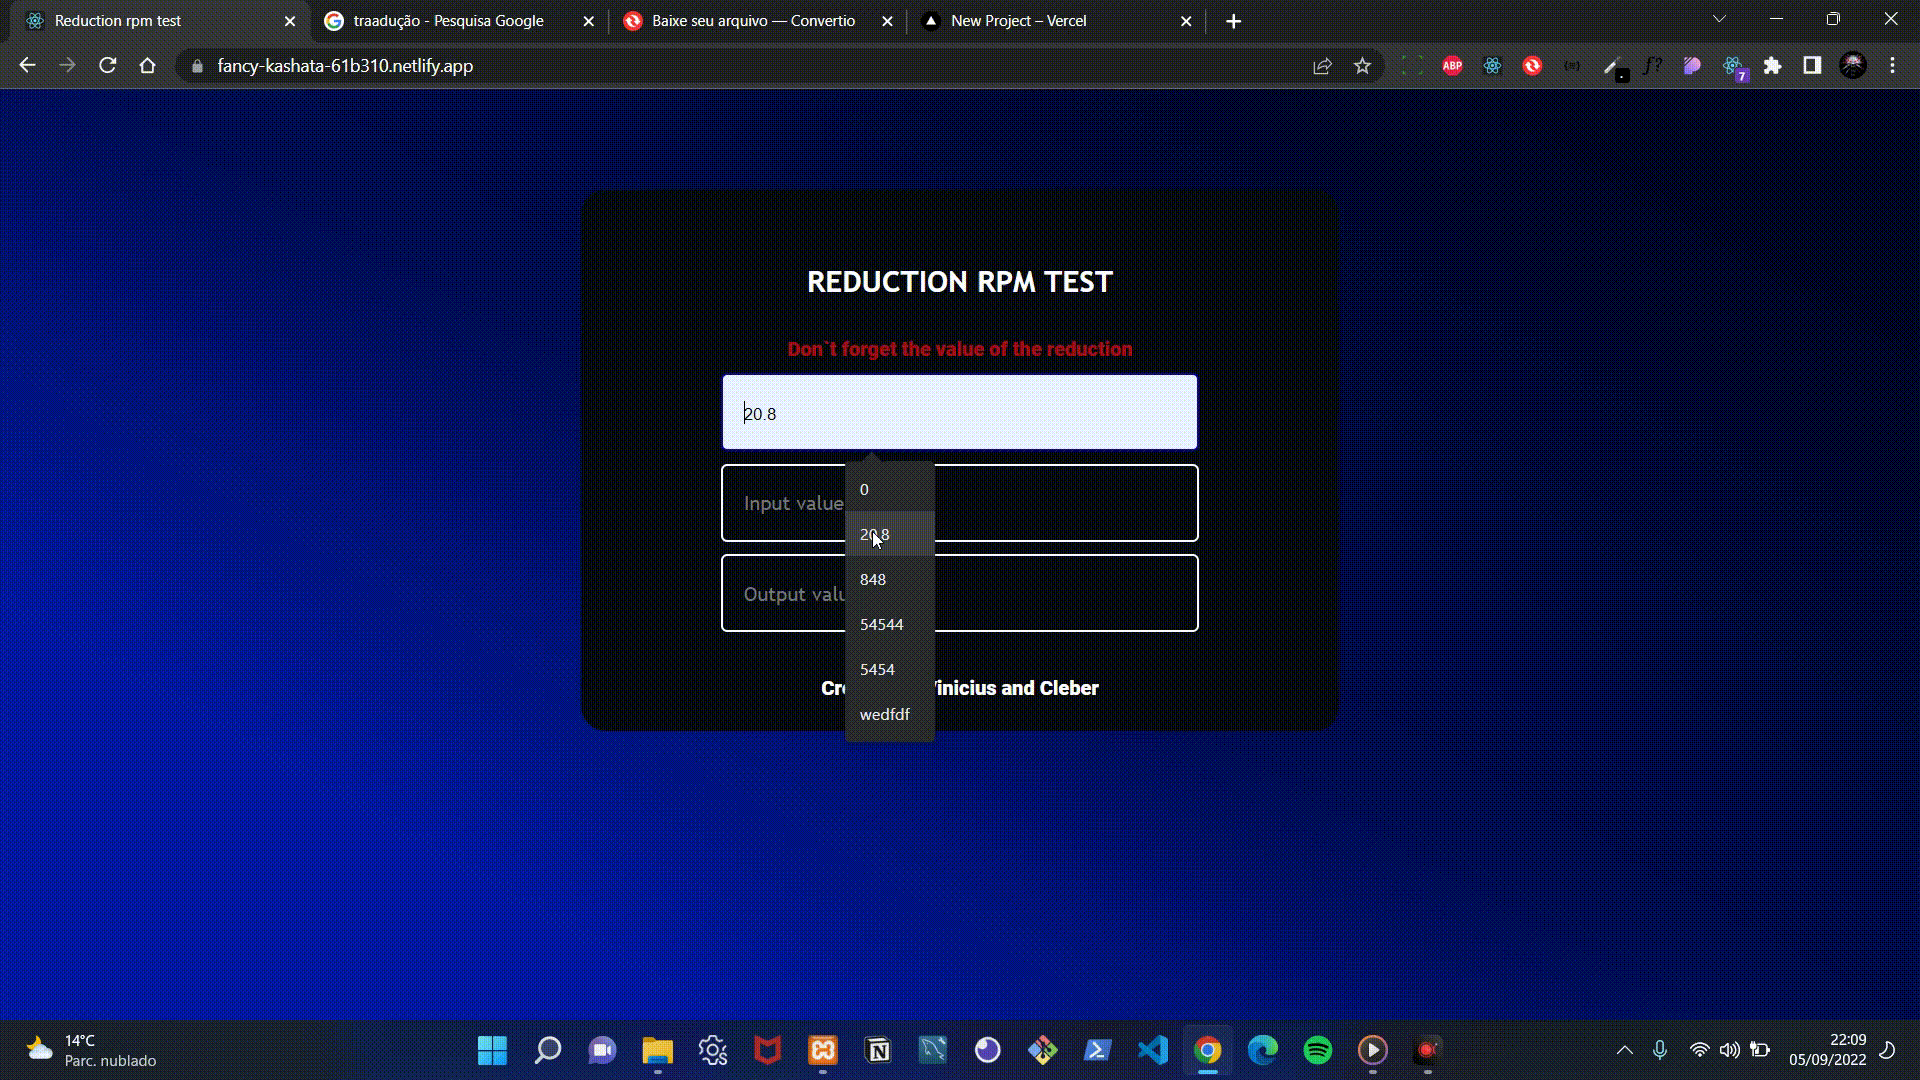 Reduction rpm test
traadução - Pesquisa Google
Baixe seu arquivo — Convertio
New Project – Vercel
fancy-kashata-61b310.netlify.app
ABP
ƒ?
7
REDUCTION RPM TEST
Don`t forget the value of the reduction
20.8
Input value
0
20.8
Output valu
848
54544
5454
Cre
Vinicius and Cleber
wedfdf
14°C
Parc. nublado
22:09
05/09/2022